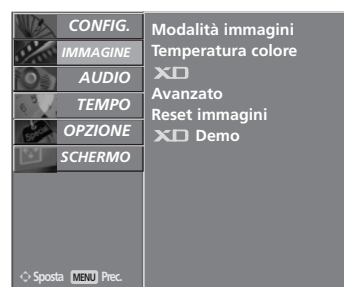 CONFIG.
IMMAGINE
AUDIO
TEMPO
OPZIONE
SCHERMO
Modalità immagini
Temperatura colore
XD
Avanzato
Reset immagini
XD Demo
Sposta MENU Prec.